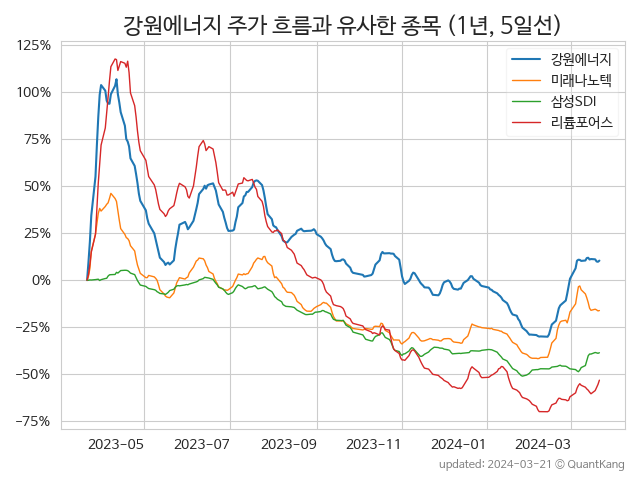 강원에너지 주가 흐름과 유사한 종목 (1년, 5일선)
강원에너지
미래나노텍
삼성SDI
리튬포어스
125%
100%
75%
50%
25%
0%
−25%
−50%
−75%
2023-05 2023-07 2023-09 2023-11 2024-01 2024-03
updated: 2024-03-21 © QuantKang